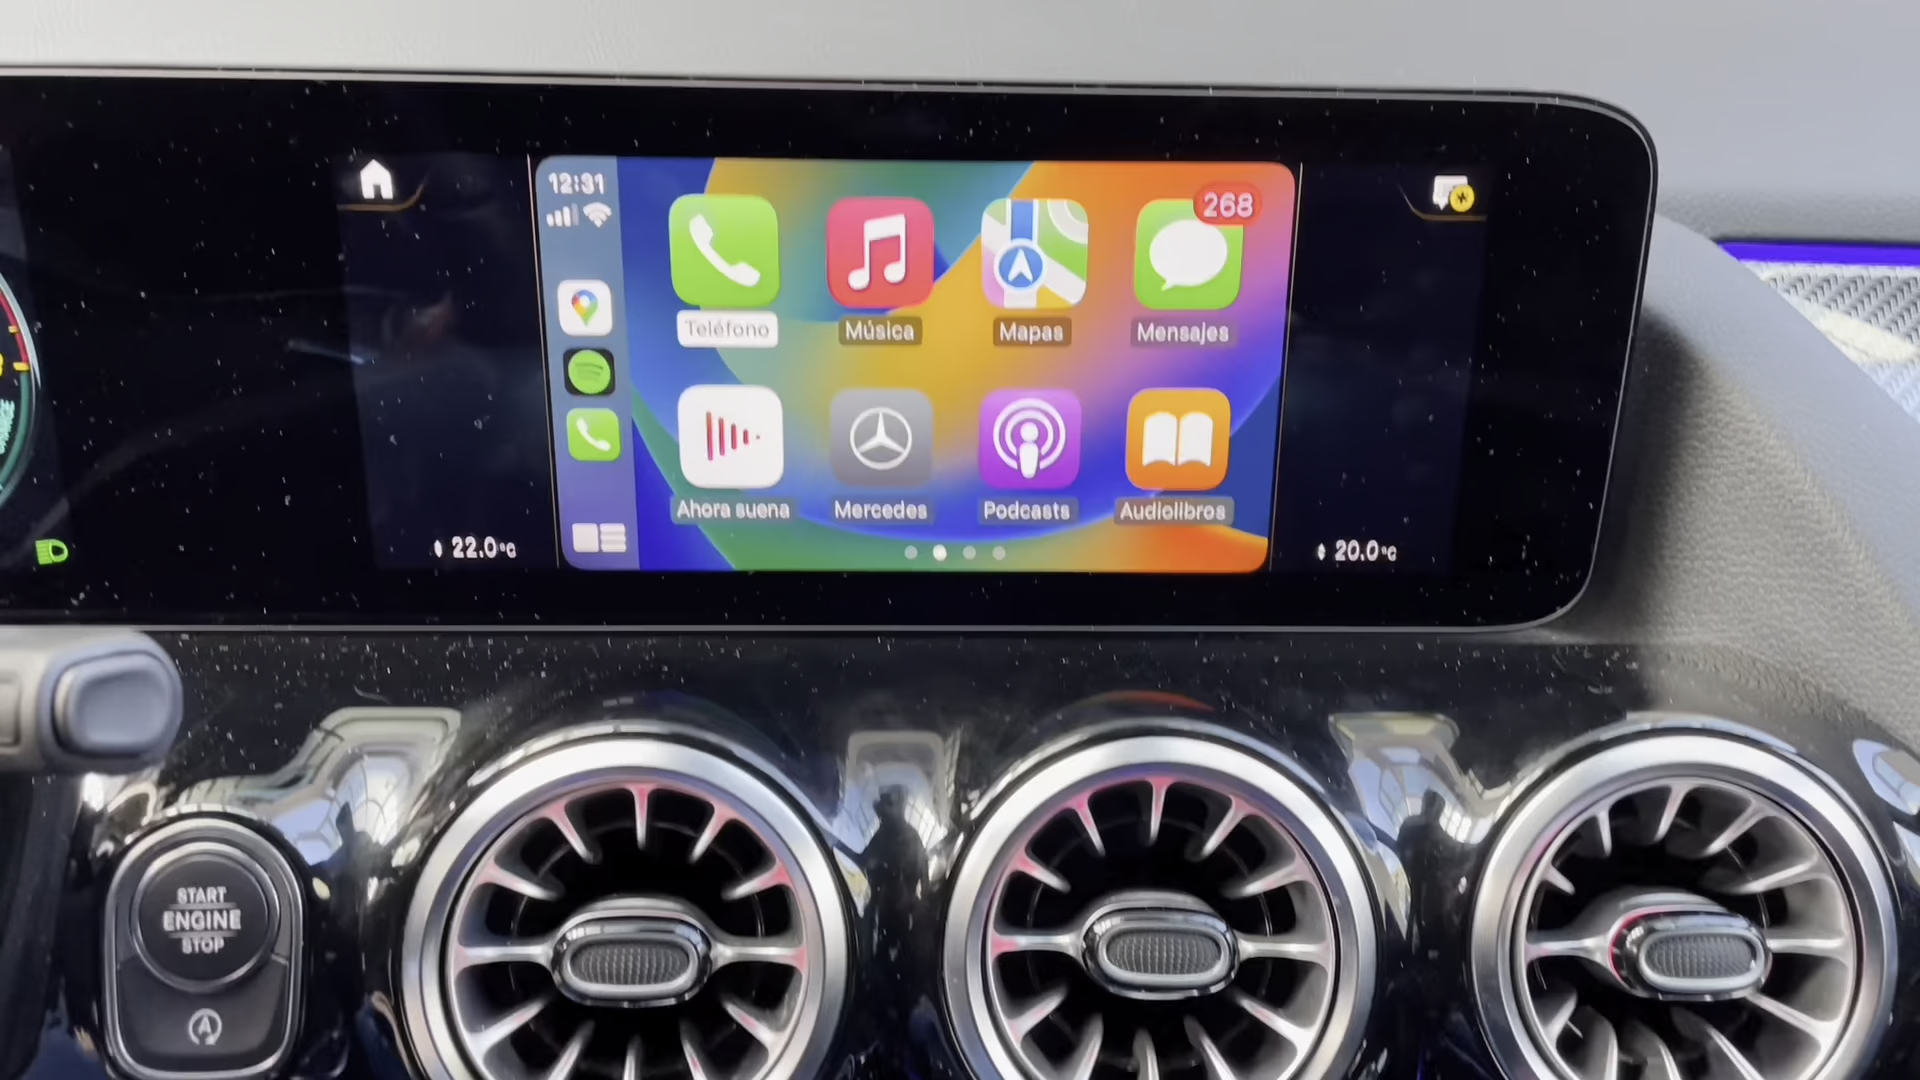 12:31
268
Teléfono
Música
Mapas
Mensajes
Ahora suena
Mercedes
Podcasts
Audiolibros
22.0°C
20.0°C
START
ENGINE
STOP
A